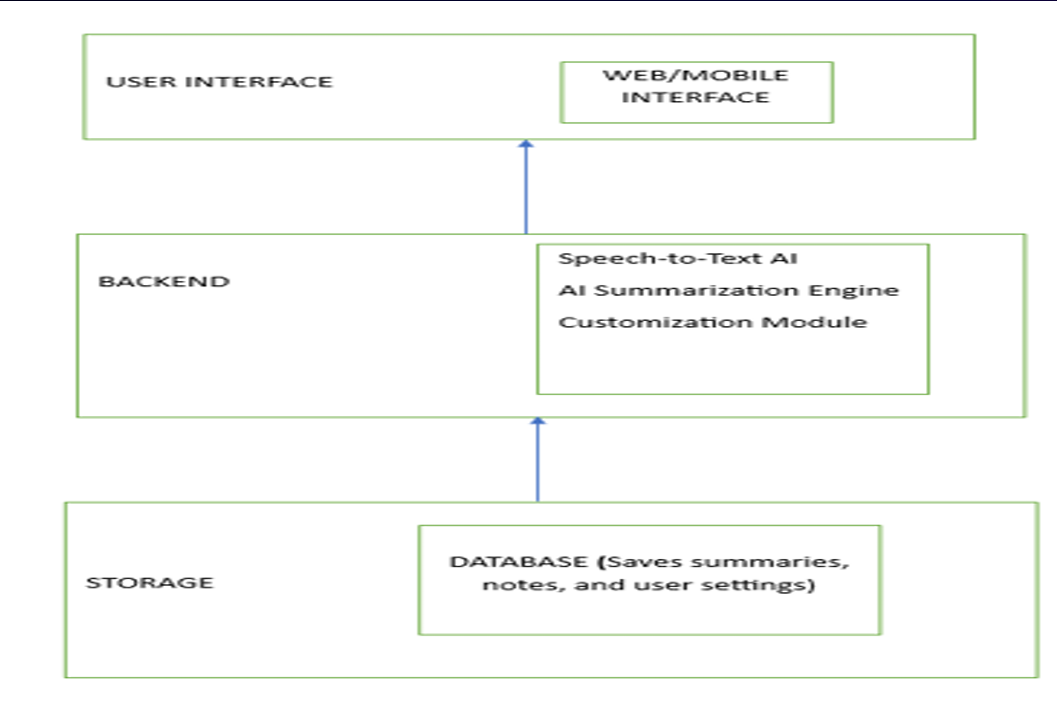 USER INTERFACE
WEB/MOBILE
INTERFACE
BACKEND
Speech-to-Text AI
AI Summarization Engine
Customization Module
STORAGE
DATABASE (Saves summaries,
notes, and user settings)